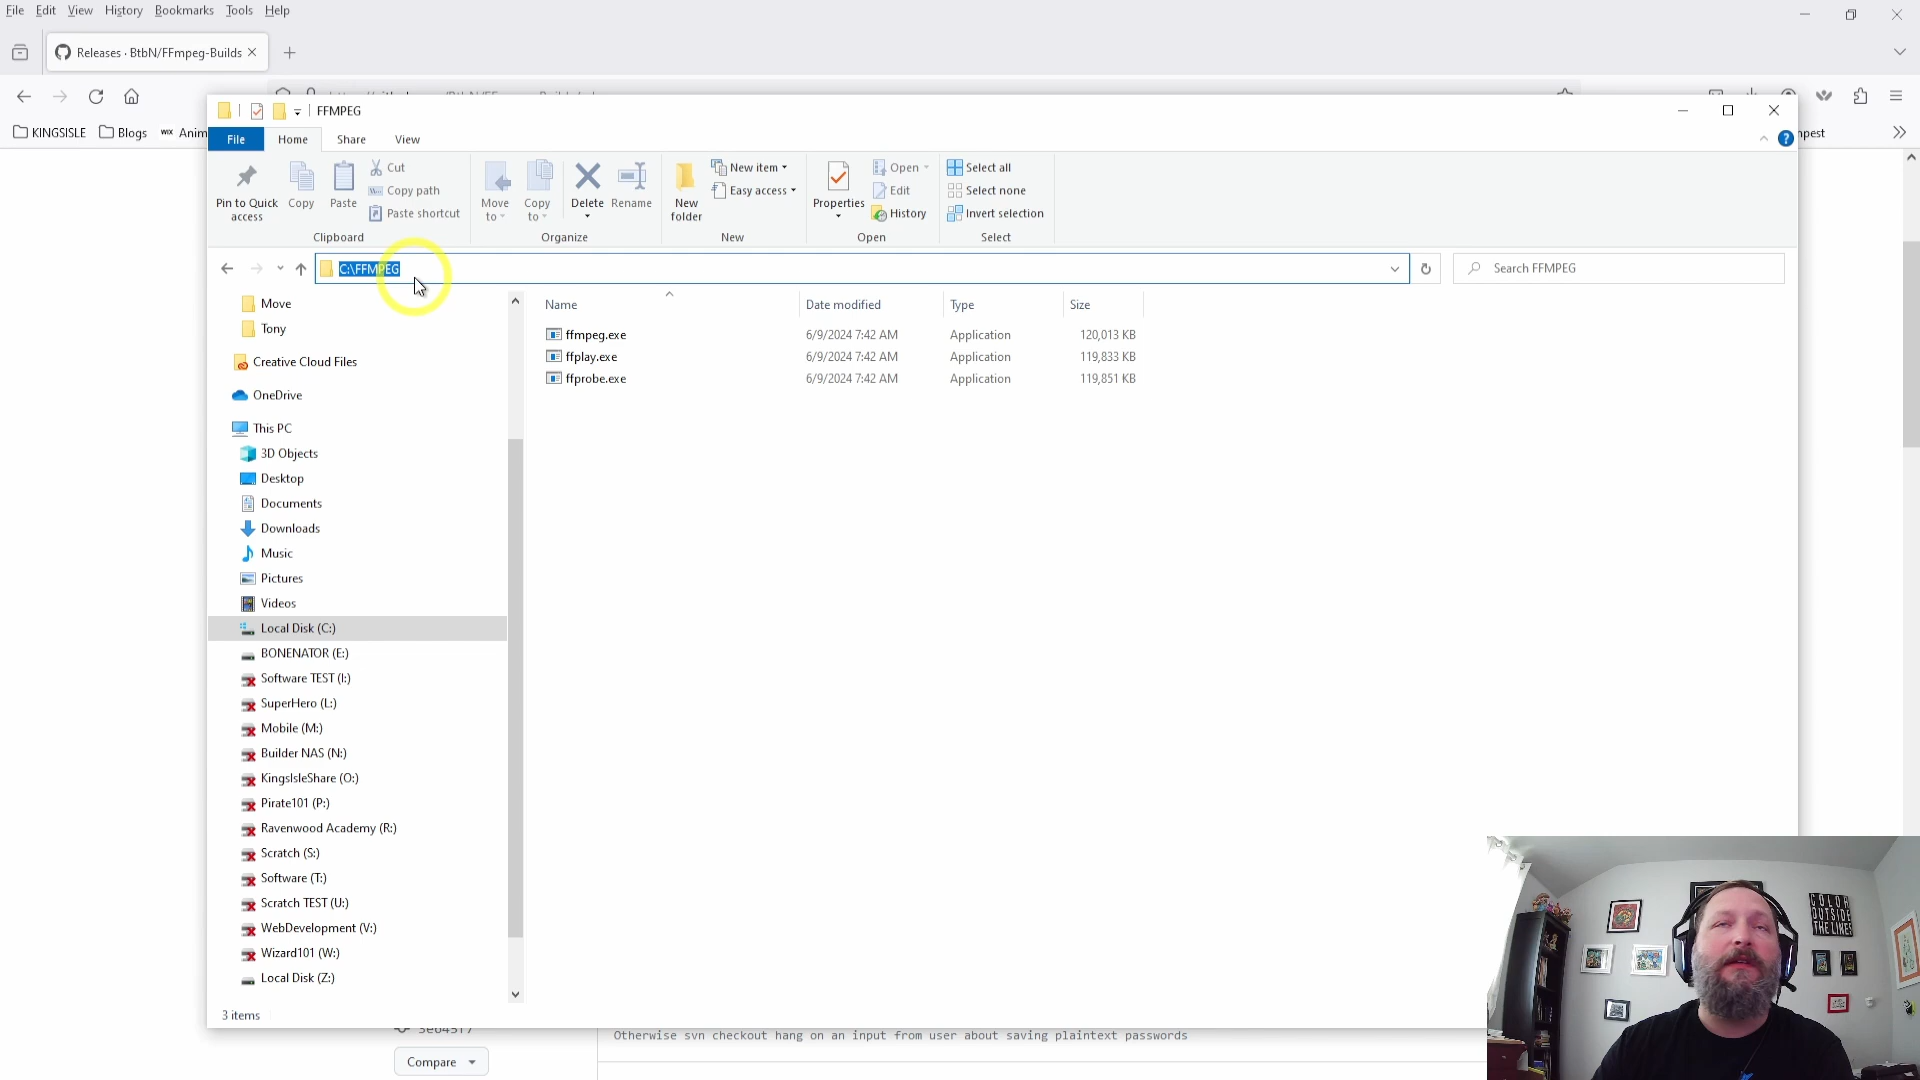 File Edit View History Bookmarks Tools Help
Releases · BtbN/FFmpeg-Builds
KINGSISLE Blogs WIX Anim
FFMPEG
File Home Share View
Pin to Quick access
Copy
Paste
Cut
Copy path
Paste shortcut
Clipboard
Move to
Copy to
Delete
Rename
Organize
New folder
New item
Easy access
New
Properties
Open
Edit
History
Open
Select all
Select none
Invert selection
Select
C:\FFMPEG
Search FFMPEG
Name Date modified Type Size
ffmpeg.exe 6/9/2024 7:42 AM Application 120,013 KB
ffplay.exe 6/9/2024 7:42 AM Application 119,833 KB
ffprobe.exe 6/9/2024 7:42 AM Application 119,851 KB
Move
Tony
Creative Cloud Files
OneDrive
This PC
3D Objects
Desktop
Documents
Downloads
Music
Pictures
Videos
Local Disk (C:)
BONENATOR (E:)
Software TEST (I:)
SuperHero (L:)
Mobile (M:)
Builder NAS (N:)
KingsIsleShare (O:)
Pirate101 (P:)
Ravenwood Academy (R:)
Scratch (S:)
Software (T:)
Scratch TEST (U:)
WebDevelopment (V:)
Wizard101 (W:)
Local Disk (Z:)
3 items
Otherwise svn checkout hang on an input from user about saving plaintext passwords
Compare
COLOR
OUTSIDE
THE LINES